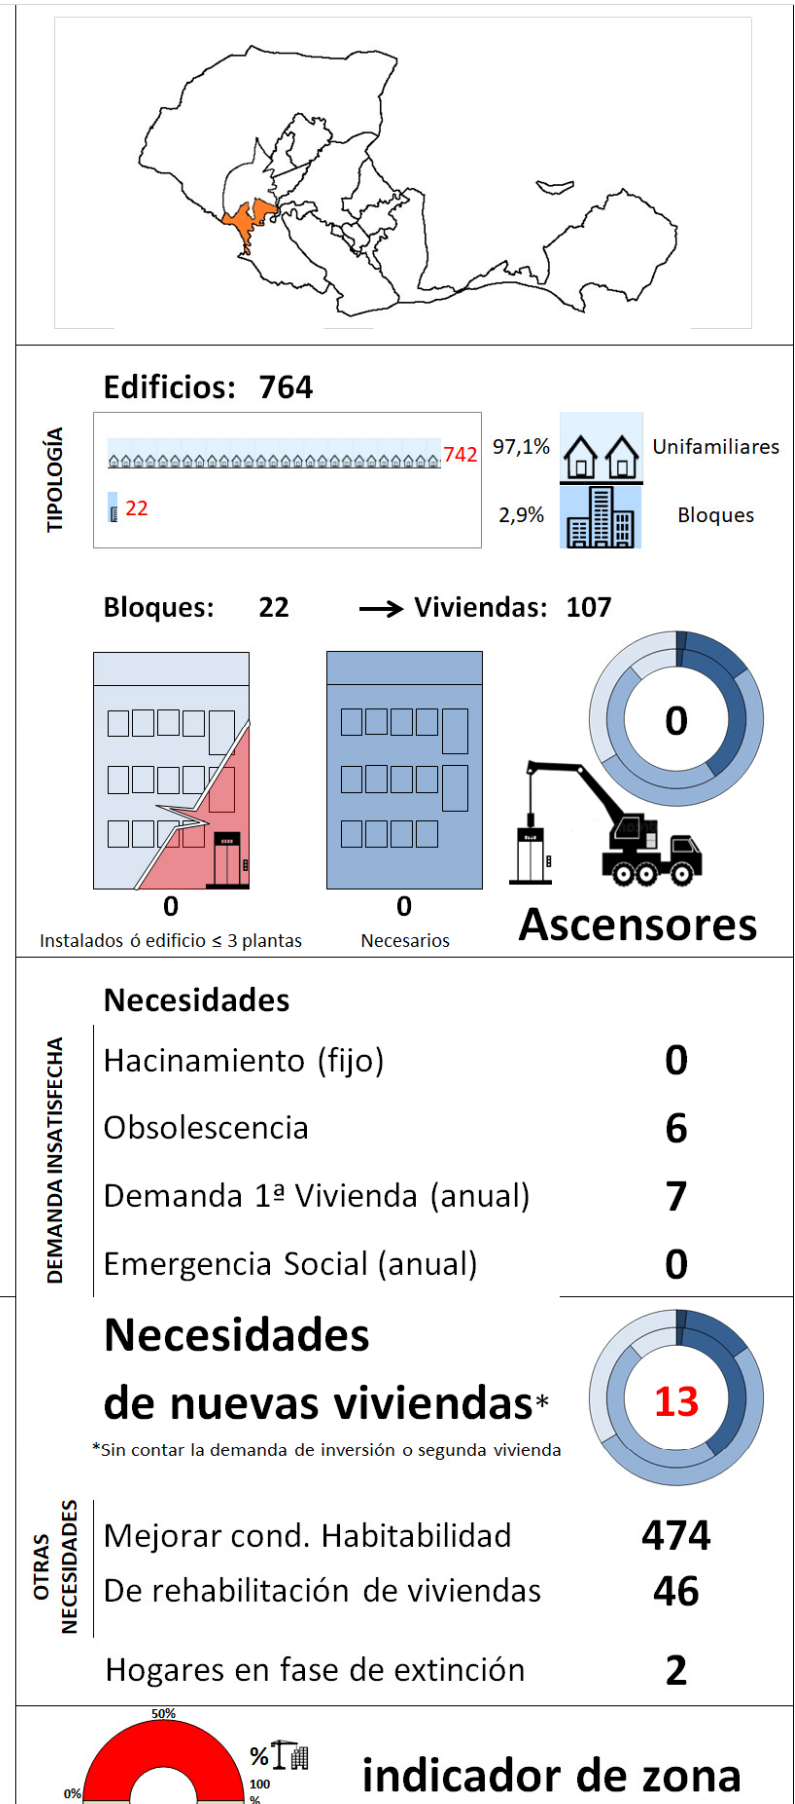 Edificios: 764
TIPOLOGÍA
742
97,1%
Unifamiliares
22
2,9%
Bloques
Bloques: 22 → Viviendas: 107
0
0
0
Instalados ó edificio ≤ 3 plantas
Necesarios
Ascensores
DEMANDA INSATISFECHA
Necesidades
Hacinamiento (fijo) 0
Obsolescencia 6
Demanda 1ª Vivienda (anual) 7
Emergencia Social (anual) 0
Necesidades
de nuevas viviendas*
13
*Sin contar la demanda de inversión o segunda vivienda
OTRAS
NECESIDADES
Mejorar cond. Habitabilidad 474
De rehabilitación de viviendas 46
Hogares en fase de extinción 2
50%
%
0%
100
%
indicador de zona